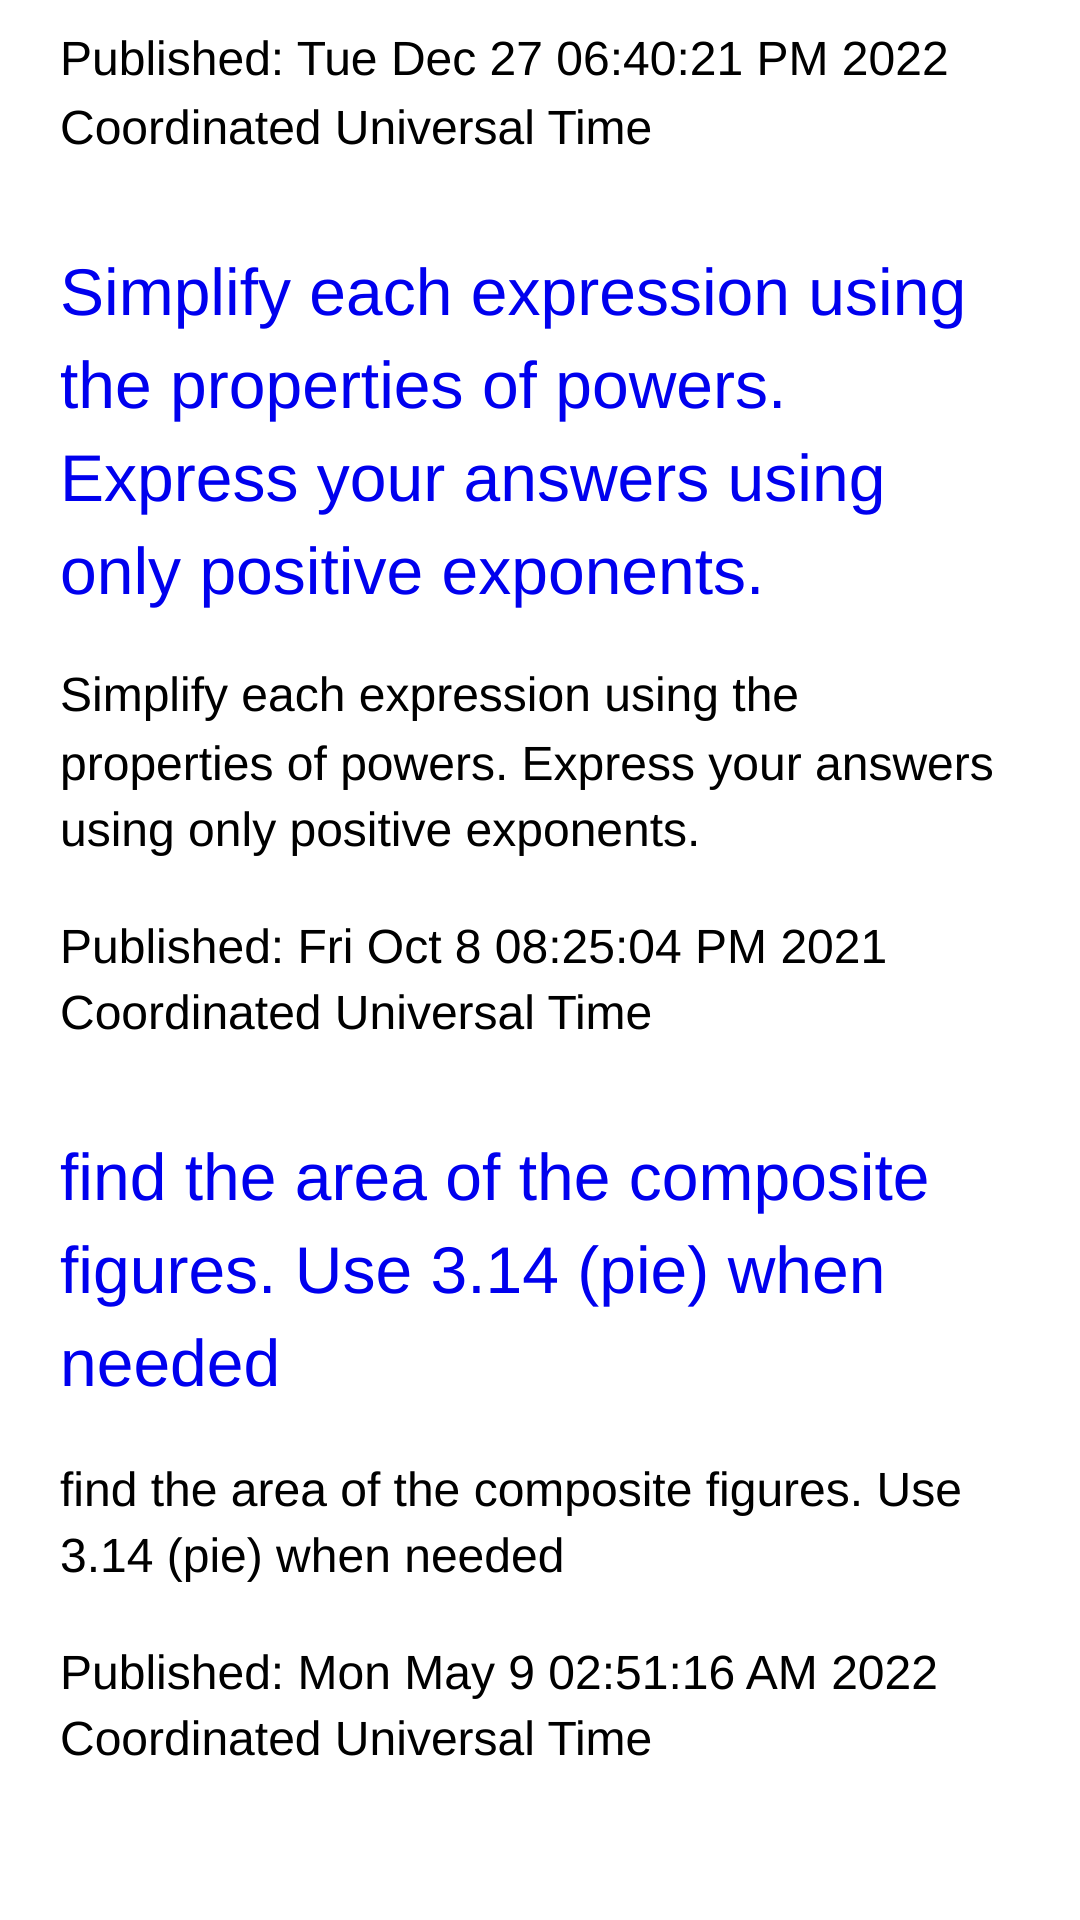 Published: Tue Dec 27 06:40:21 PM 2022
Coordinated Universal Time
Simplify each expression using
the properties of powers.
Express your answers using
only positive exponents.
Simplify each expression using the
properties of powers. Express your answers
using only positive exponents.
Published: Fri Oct 8 08:25:04 PM 2021
Coordinated Universal Time
find the area of the composite
figures. Use 3.14 (pie) when
needed
find the area of the composite figures. Use
3.14 (pie) when needed
Published: Mon May 9 02:51:16 AM 2022
Coordinated Universal Time